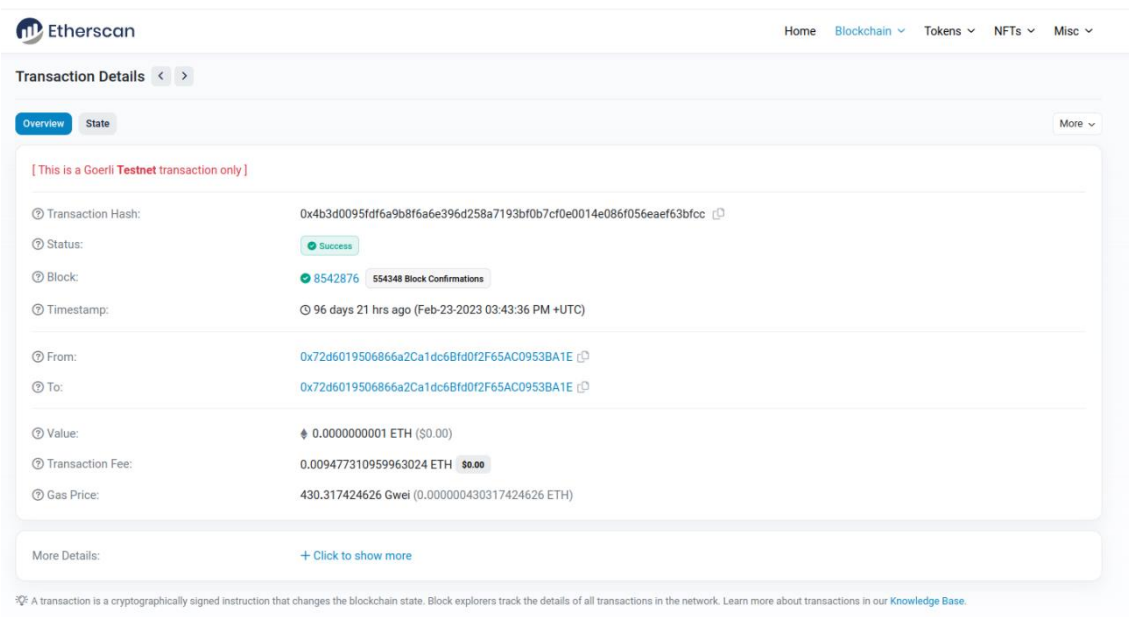 Etherscan
Home Blockchain Tokens NFTs Misc
Transaction Details < >
Overview State More
[ This is a Goerli Testnet transaction only ]
Transaction Hash: 0x4b3d0095fdf6a9b8f6a6e396d258a7193bf0b7cf0e0014e086f056eaef63bfcc
Status: Success
Block: 8542876 554348 Block Confirmations
Timestamp: 96 days 21 hrs ago (Feb-23-2023 03:43:36 PM +UTC)
From: 0x72d6019506866a2Ca1dc6Bfd0f2F65AC0953BA1E
To: 0x72d6019506866a2Ca1dc6Bfd0f2F65AC0953BA1E
Value: 0.0000000001 ETH ($0.00)
Transaction Fee: 0.009477310959963024 ETH $0.00
Gas Price: 430.317424626 Gwei (0.000000430317424626 ETH)
More Details: + Click to show more
A transaction is a cryptographically signed instruction that changes the blockchain state. Block explorers track the details of all transactions in the network. Learn more about transactions in our Knowledge Base.